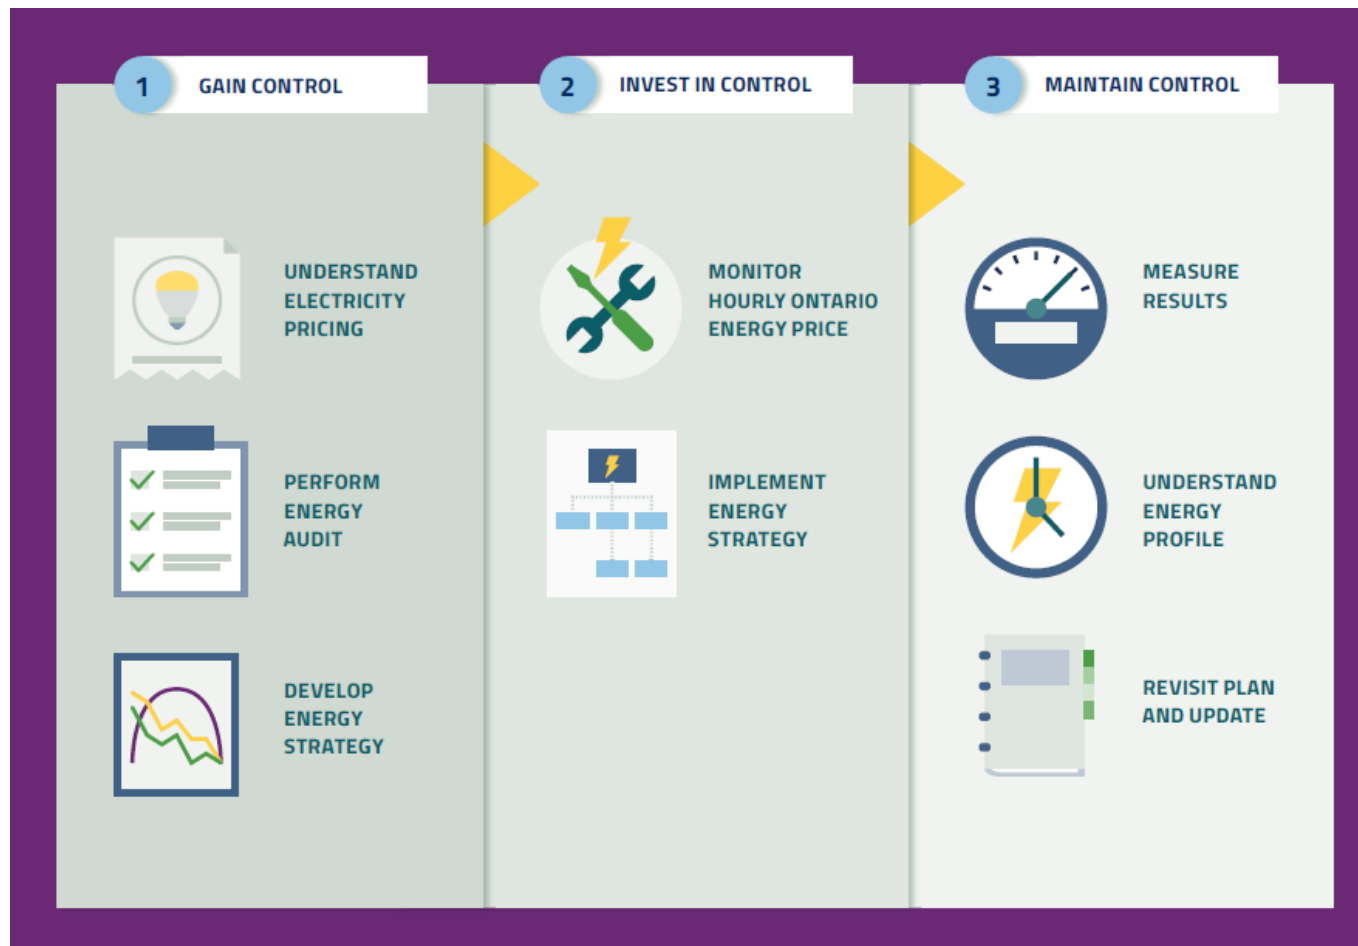 1
GAIN CONTROL
UNDERSTAND
ELECTRICITY
PRICING
PERFORM
ENERGY
AUDIT
DEVELOP
ENERGY
STRATEGY
2
INVEST IN CONTROL
MONITOR
HOURLY ONTARIO
ENERGY PRICE
IMPLEMENT
ENERGY
STRATEGY
3
MAINTAIN CONTROL
MEASURE
RESULTS
UNDERSTAND
ENERGY
PROFILE
REVISIT PLAN
AND UPDATE